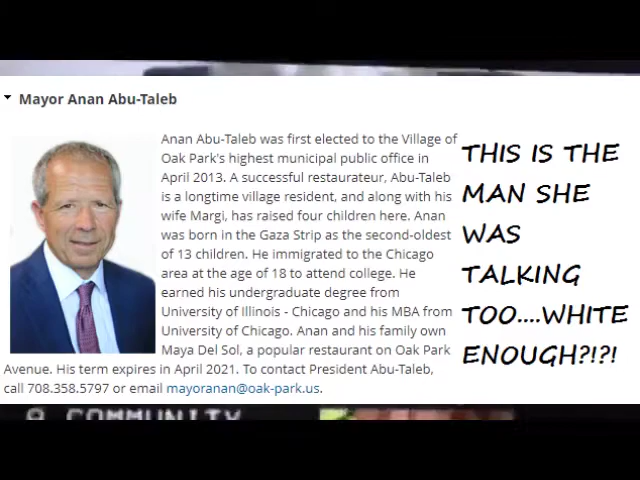 Mayor Anan Abu-Taleb
Anan Abu-Taleb was first elected to the Village of
Oak Park's highest municipal public office in
April 2013. A successful restaurateur, Abu-Taleb
is a longtime village resident, and along with his
wife Margi, has raised four children here. Anan
was born in the Gaza Strip as the second-oldest
of 13 children. He immigrated to the Chicago
area at the age of 18 to attend college. He
earned his undergraduate degree from
University of Illinois - Chicago and his MBA from
University of Chicago. Anan and his family own
Maya Del Sol, a popular restaurant on Oak Park
Avenue. His term expires in April 2021. To contact President Abu-Taleb,
call 708.358.5797 or email mayoranan@oak-park.us.
THIS IS THE
MAN SHE
WAS
TALKING
TOO....WHITE
ENOUGH?!?!
COMMUNITY